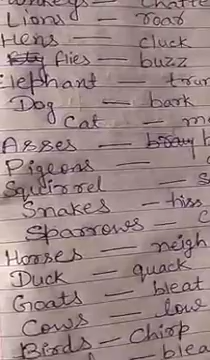 Lions — roar
Hens — cluck
flies — buzz
Elephant —
Dog — bark
Cat —
Asses —
Pigeons —
Squirrel —
Snakes — hiss
Sparrows —
Horses — neigh
Duck — quack
Goats — bleat
Cows — low
Birds — Chirp